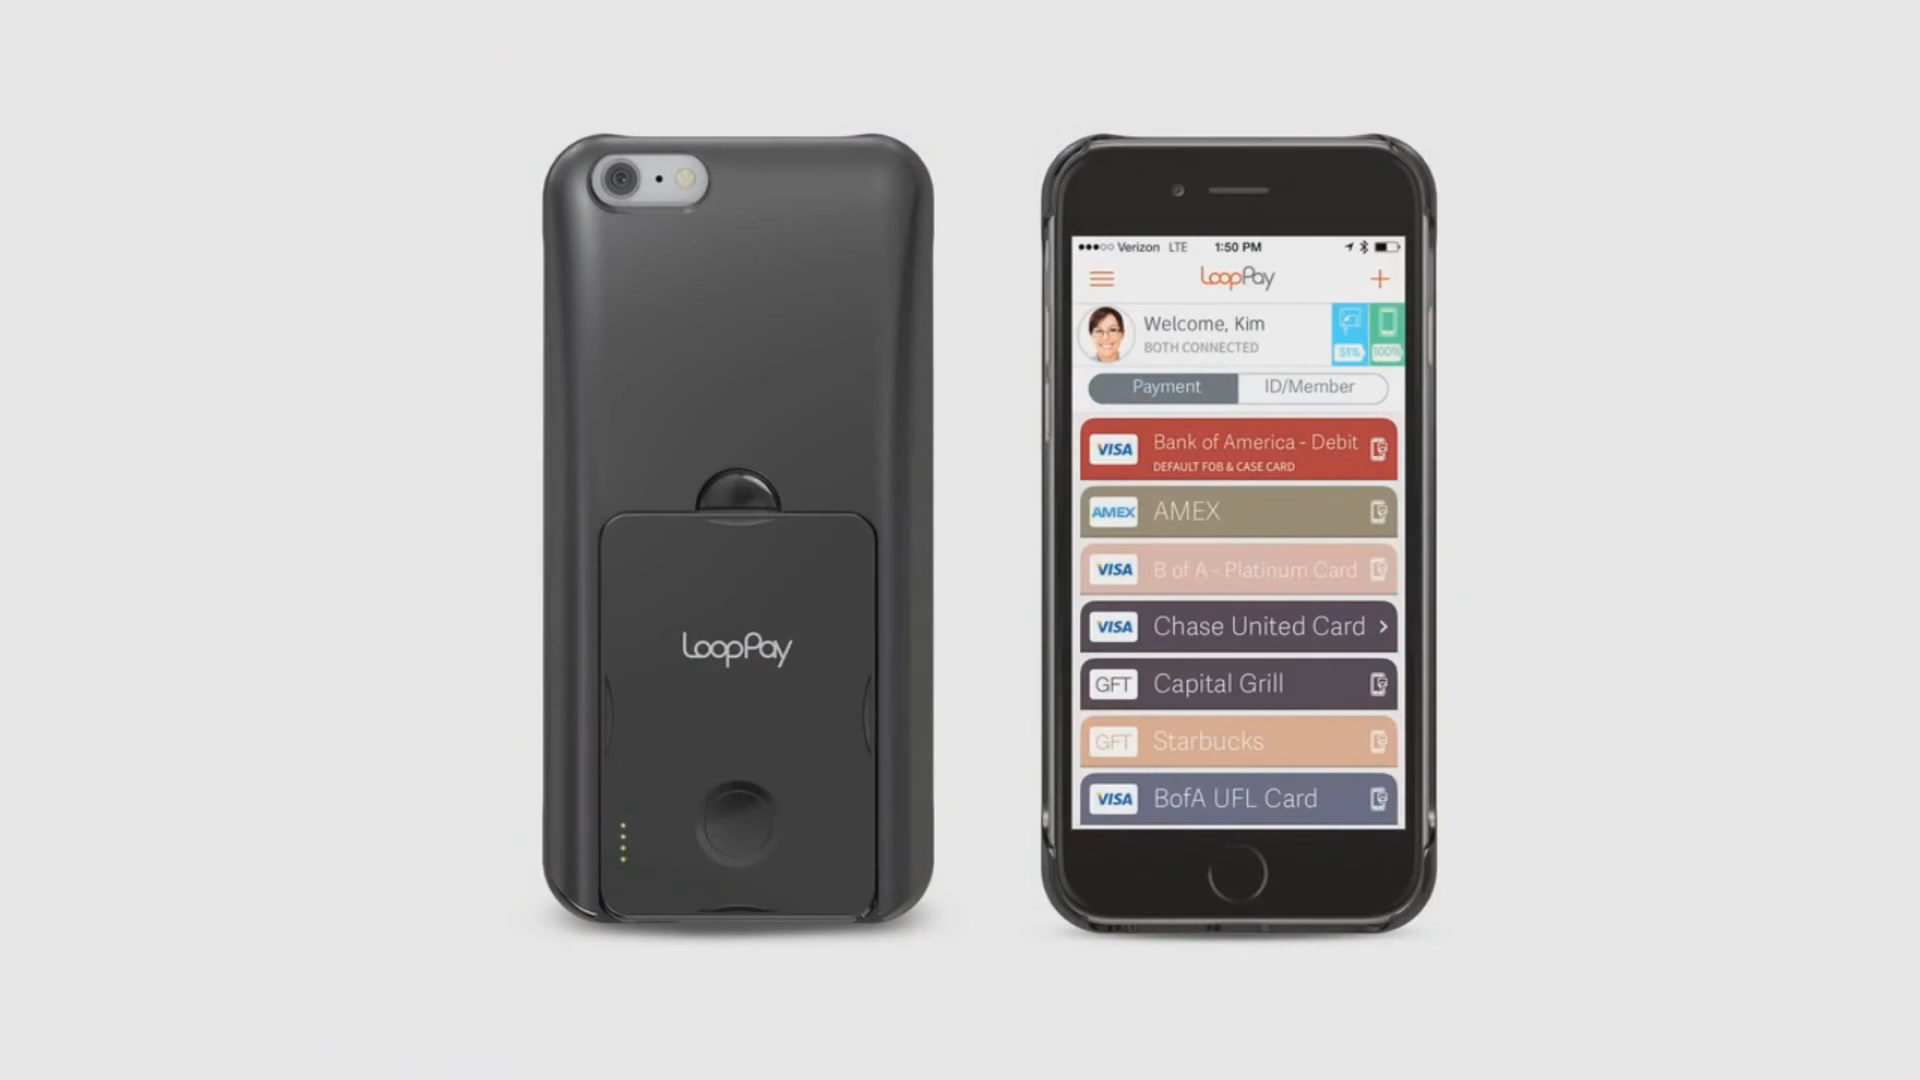 LoopPay
Verizon LTE 1:50 PM
LoopPay
Welcome, Kim
BOTH CONNECTED
51% 100%
Payment ID/Member
VISA Bank of America - Debit
DEFAULT FOB & CASE CARD
AMEX AMEX
VISA B of A - Platinum Card
VISA Chase United Card
GFT Capital Grill
GFT Starbucks
VISA BofA UFL Card